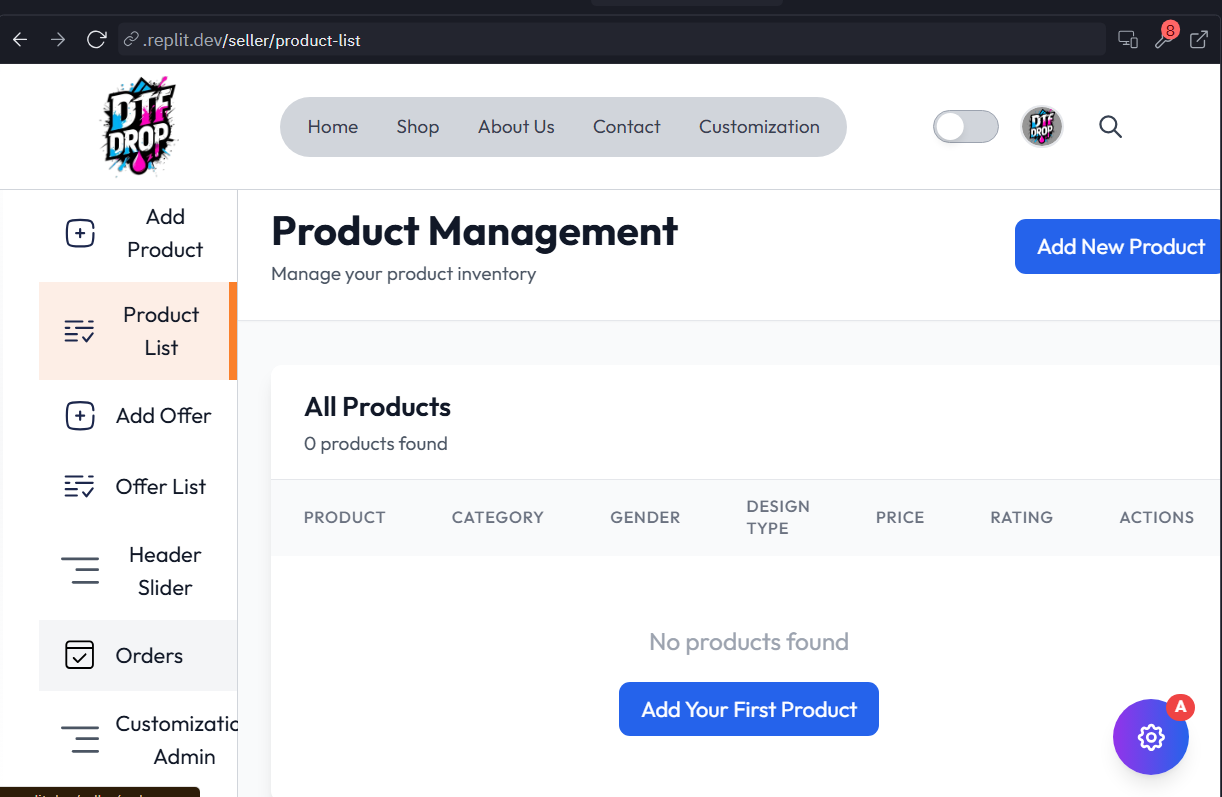 8
.replit.dev/seller/product-list
DTF
DROP
Home
Shop
About Us
Contact
Customization
DTF
DROP
Add
Product
Product
List
Add Offer
Offer List
Header
Slider
Orders
Customizatio
Admin
Product Management
Manage your product inventory
Add New Product
All Products
0 products found
PRODUCT
CATEGORY
GENDER
DESIGN
TYPE
PRICE
RATING
ACTIONS
No products found
Add Your First Product
A